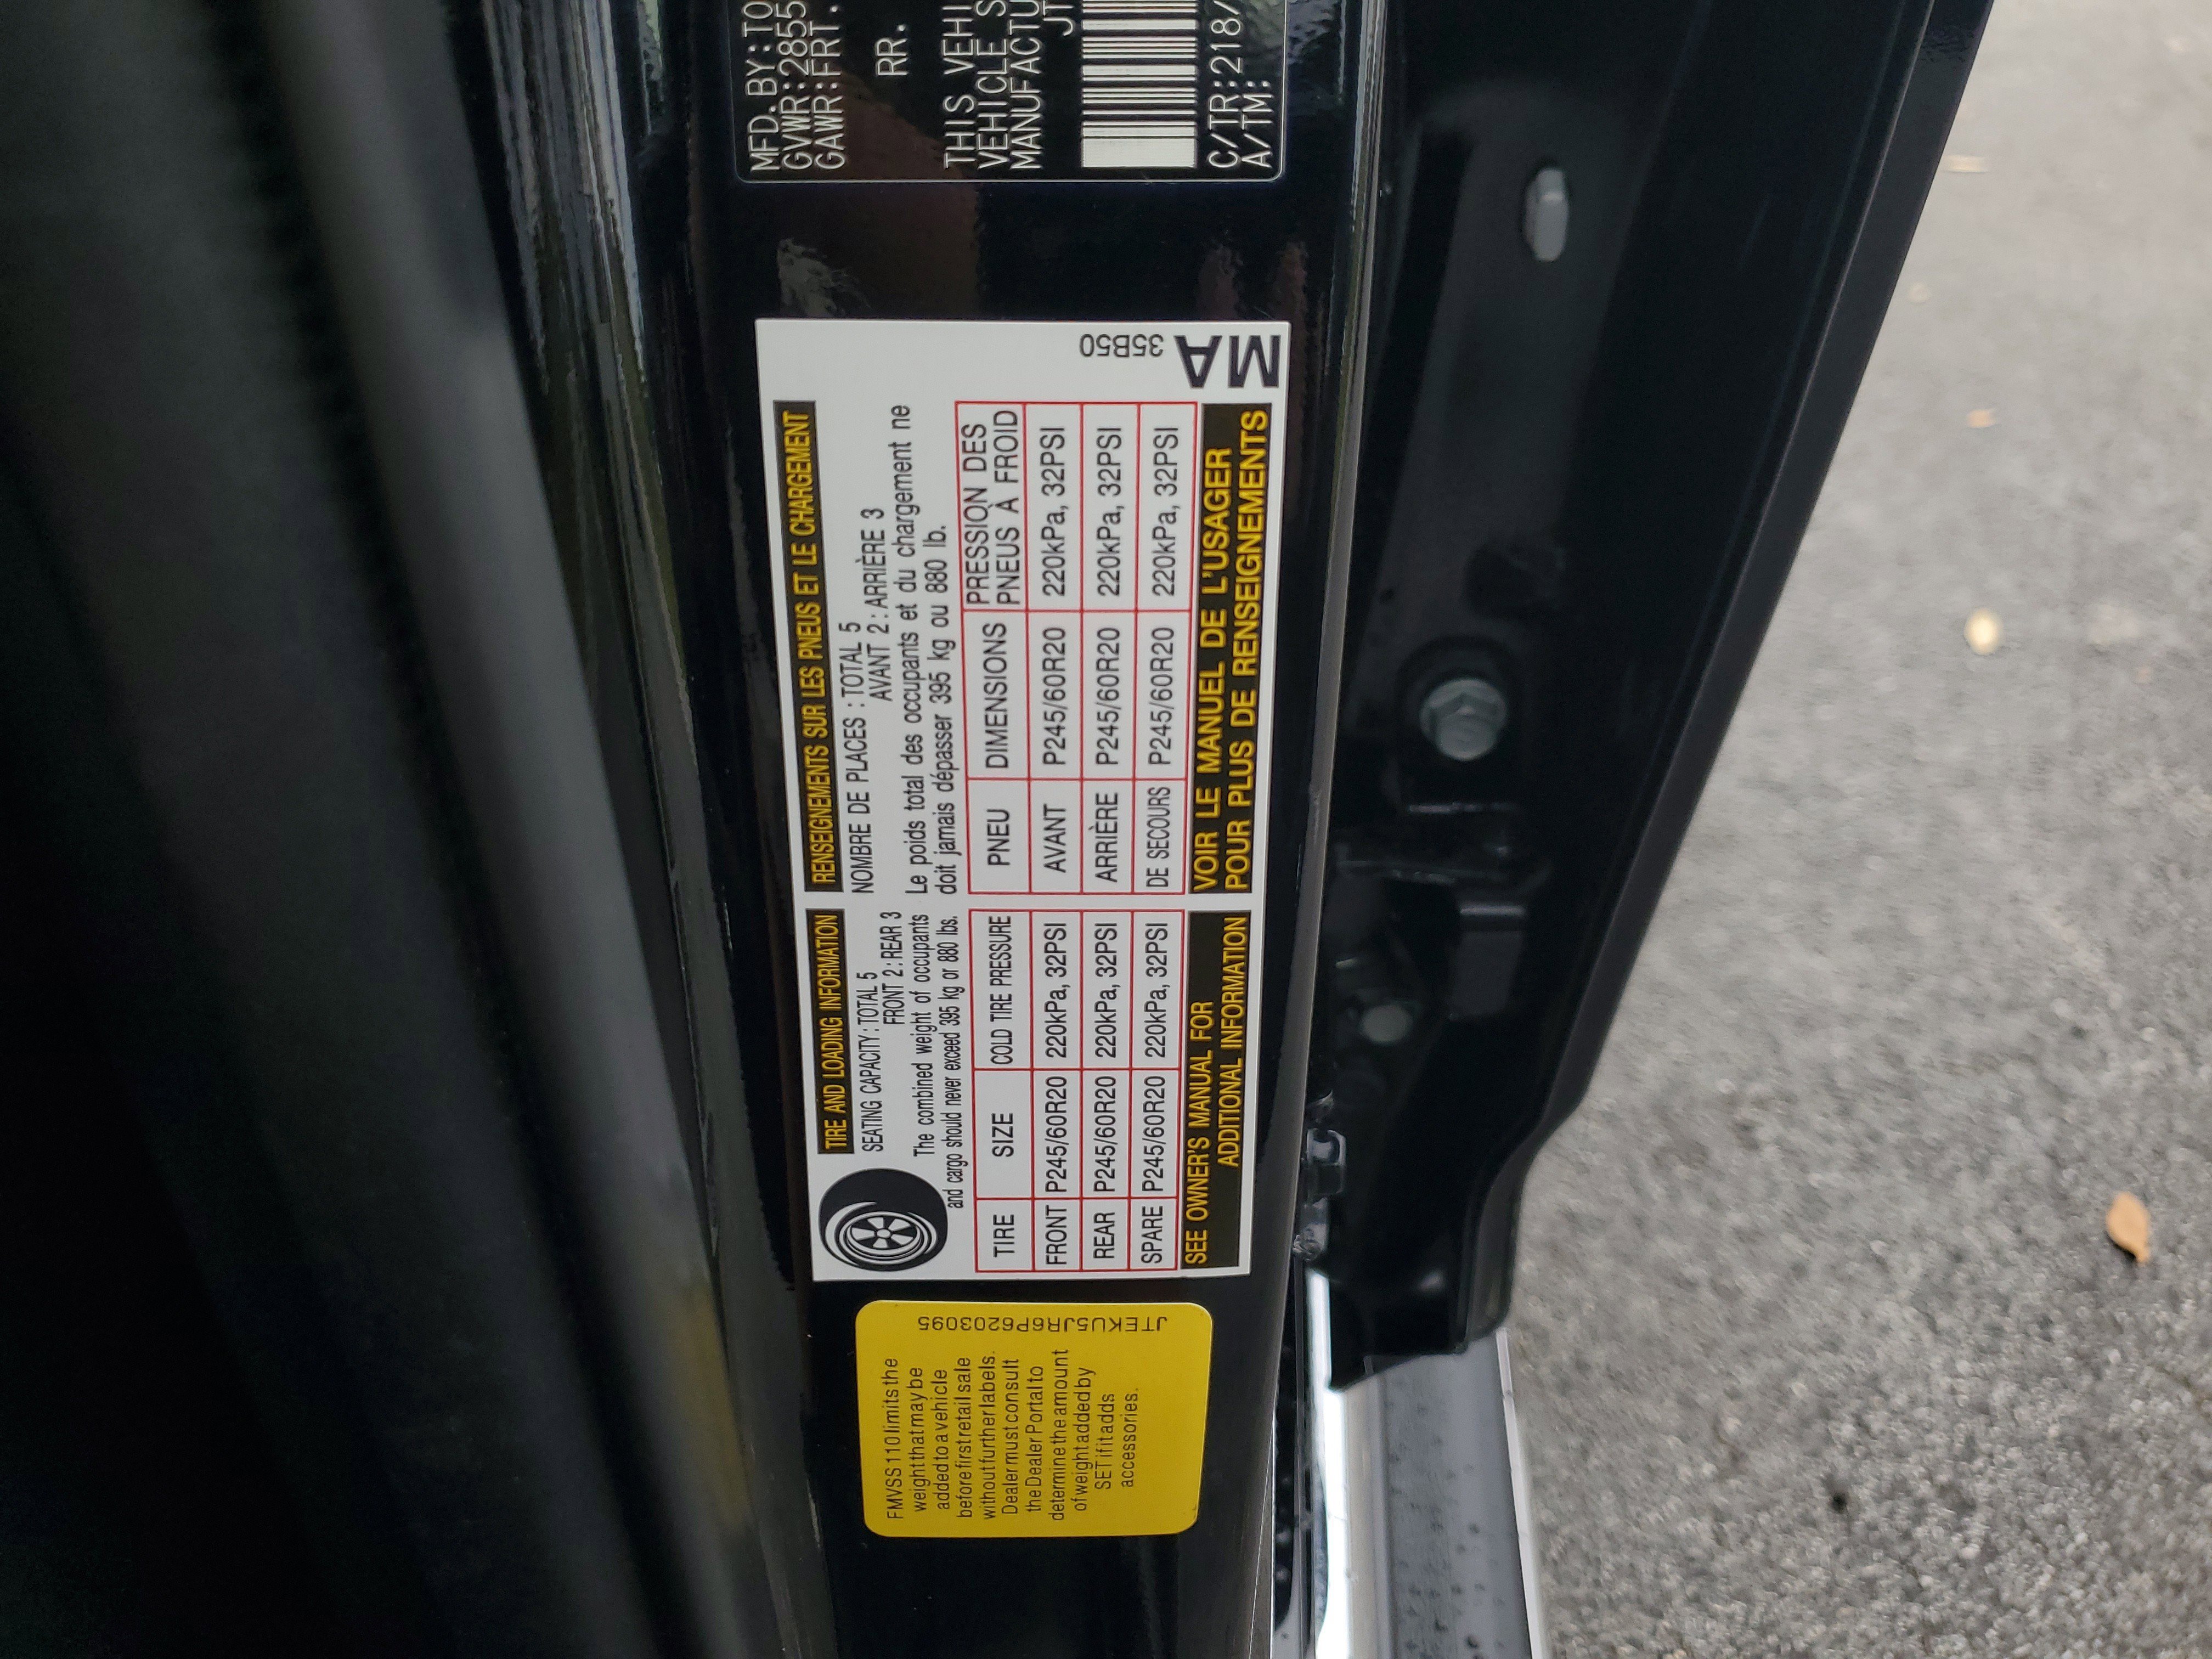 MFD.BY:TO
GVWR:2855
GAWR:FRT.
RR.
THIS VEHI
VEHICLE S
MANUFACTU
JT
C/TR:218/
A/TM:
TIRE AND LOADING INFORMATION
SEATING CAPACITY : TOTAL 5
FRONT 2 : REAR 3
The combined weight of occupants
and cargo should never exceed 395 kg or 880 lbs.
TIRE SIZE COLD TIRE PRESSURE
FRONT P245/60R20 220kPa, 32PSI
REAR P245/60R20 220kPa, 32PSI
SPARE P245/60R20 220kPa, 32PSI
SEE OWNER'S MANUAL FOR
ADDITIONAL INFORMATION
RENSEIGNEMENTS SUR LES PNEUS ET LE CHARGEMENT
NOMBRE DE PLACES : TOTAL 5
AVANT 2 : ARRIÈRE 3
Le poids total des occupants et du chargement ne
doit jamais dépasser 395 kg ou 880 lb.
PNEU DIMENSIONS PRESSION DES
PNEUS À FROID
AVANT P245/60R20 220kPa, 32PSI
ARRIÈRE P245/60R20 220kPa, 32PSI
DE SECOURS P245/60R20 220kPa, 32PSI
VOIR LE MANUEL DE L'USAGER
POUR PLUS DE RENSEIGNEMENTS
35B50
MA
FMVSS 110 limits the
weight that may be
added to a vehicle
before first retail sale
without further labels.
Dealer must consult
the Dealer Portal to
determine the amount
of weight added by
SET if it adds
accessories.
JTEKU5JR6P6203095